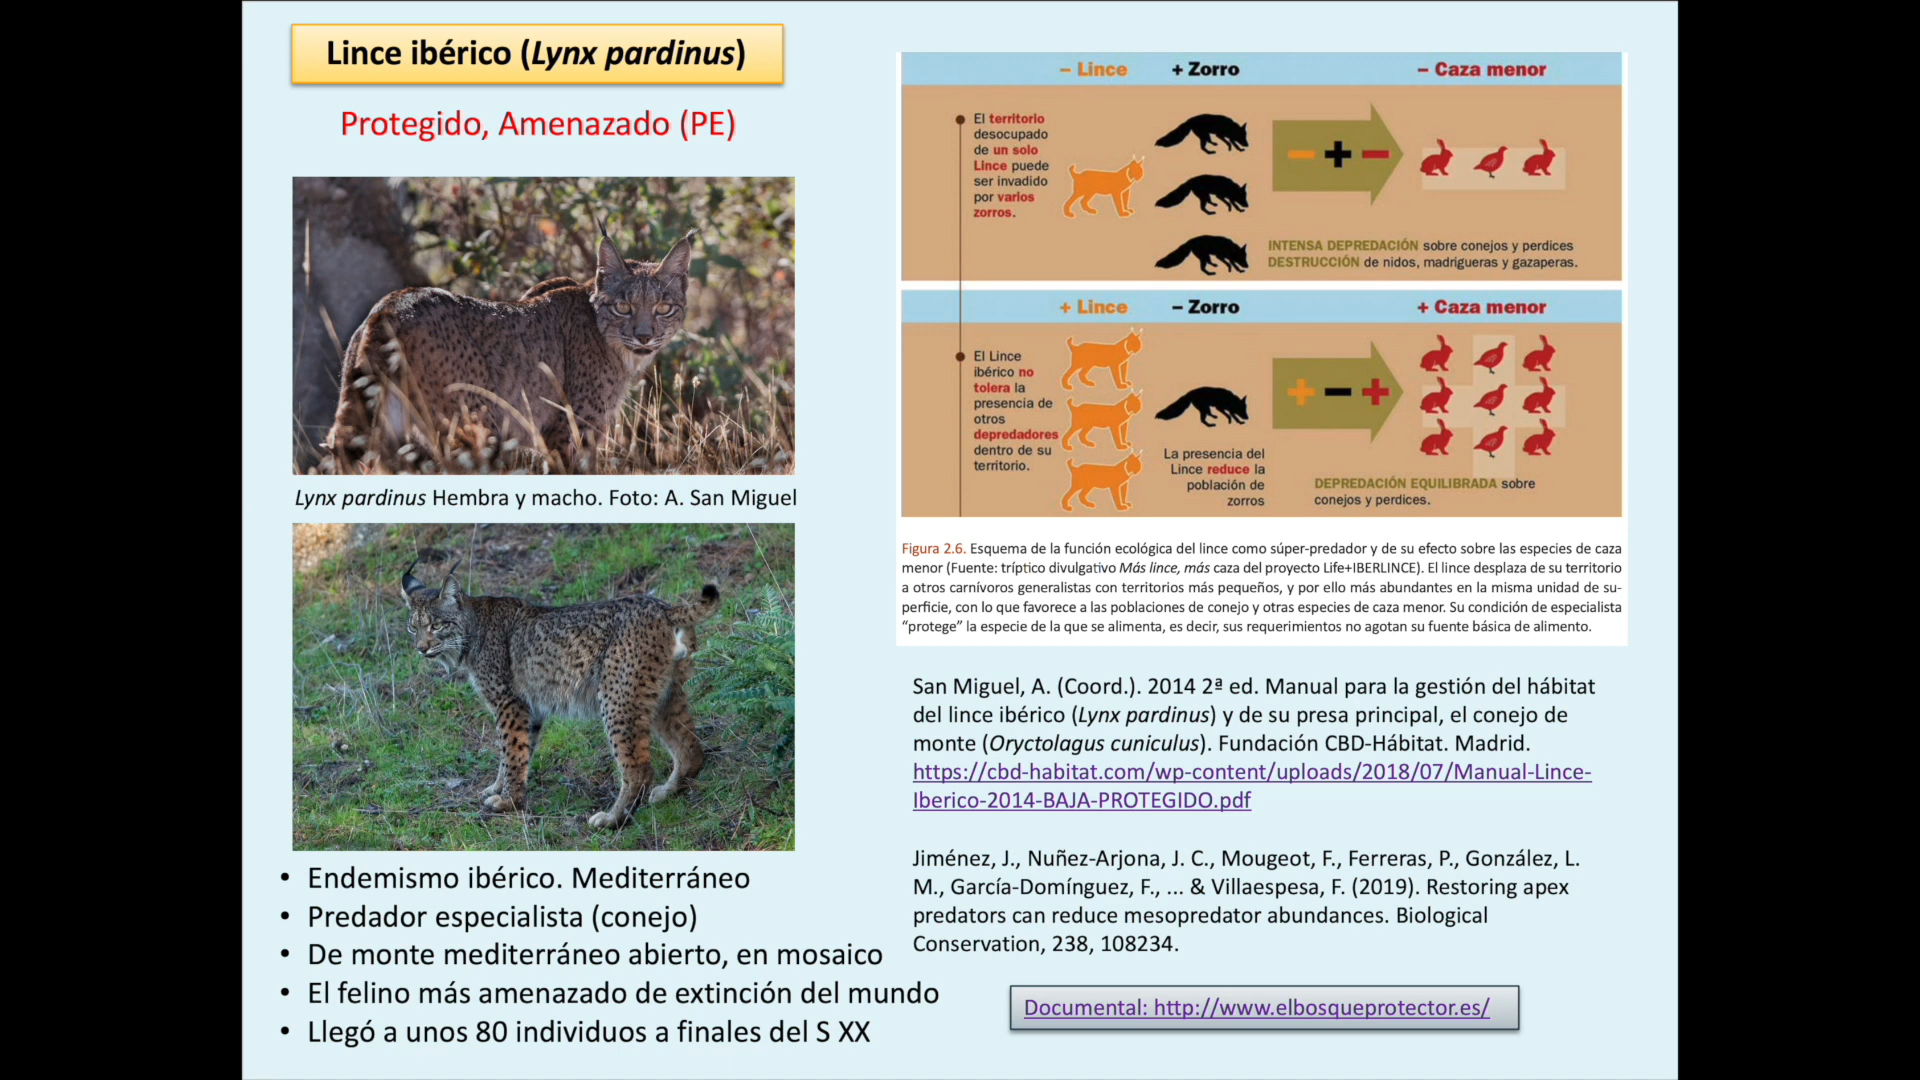 Lince ibérico (Lynx pardinus)
Protegido, Amenazado (PE)
Lynx pardinus Hembra y macho. Foto: A. San Miguel
• Endemismo ibérico. Mediterráneo
• Predador especialista (conejo)
• De monte mediterráneo abierto, en mosaico
• El felino más amenazado de extinción del mundo
• Llegó a unos 80 individuos a finales del S XX
– Lince + Zorro – Caza menor
El territorio
desocupado
de un solo
Lince puede
ser invadido
por varios
zorros.
– + –
INTENSA DEPREDACIÓN sobre conejos y perdices
DESTRUCCIÓN de nidos, madrigueras y gazaperas.
+ Lince – Zorro + Caza menor
El Lince
ibérico no
tolera la
presencia de
otros
depredadores
dentro de su
territorio.
+ – +
La presencia del
Lince reduce la
población de
zorros
DEPREDACIÓN EQUILIBRADA sobre
conejos y perdices.
Figura 2.6. Esquema de la función ecológica del lince como súper-predador y de su efecto sobre las especies de caza
menor (Fuente: tríptico divulgativo Más lince, más caza del proyecto Life+IBERLINCE). El lince desplaza de su territorio
a otros carnívoros generalistas con territorios más pequeños, y por ello más abundantes en la misma unidad de su-
perficie, con lo que favorece a las poblaciones de conejo y otras especies de caza menor. Su condición de especialista
“protege” la especie de la que se alimenta, es decir, sus requerimientos no agotan su fuente básica de alimento.
San Miguel, A. (Coord.). 2014 2ª ed. Manual para la gestión del hábitat
del lince ibérico (Lynx pardinus) y de su presa principal, el conejo de
monte (Oryctolagus cuniculus). Fundación CBD-Hábitat. Madrid.
https://cbd-habitat.com/wp-content/uploads/2018/07/Manual-Lince-
Iberico-2014-BAJA-PROTEGIDO.pdf
Jiménez, J., Nuñez-Arjona, J. C., Mougeot, F., Ferreras, P., González, L.
M., García-Domínguez, F., ... & Villaespesa, F. (2019). Restoring apex
predators can reduce mesopredator abundances. Biological
Conservation, 238, 108234.
Documental: http://www.elbosqueprotector.es/